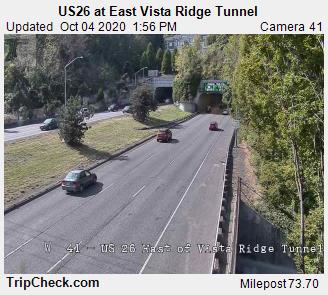 US26 at East Vista Ridge Tunnel
Updated Oct 04 2020 1:56 PM Camera 41
W 41 - US 26 East of Vista Ridge Tunnel
TripCheck.com Milepost 73.70